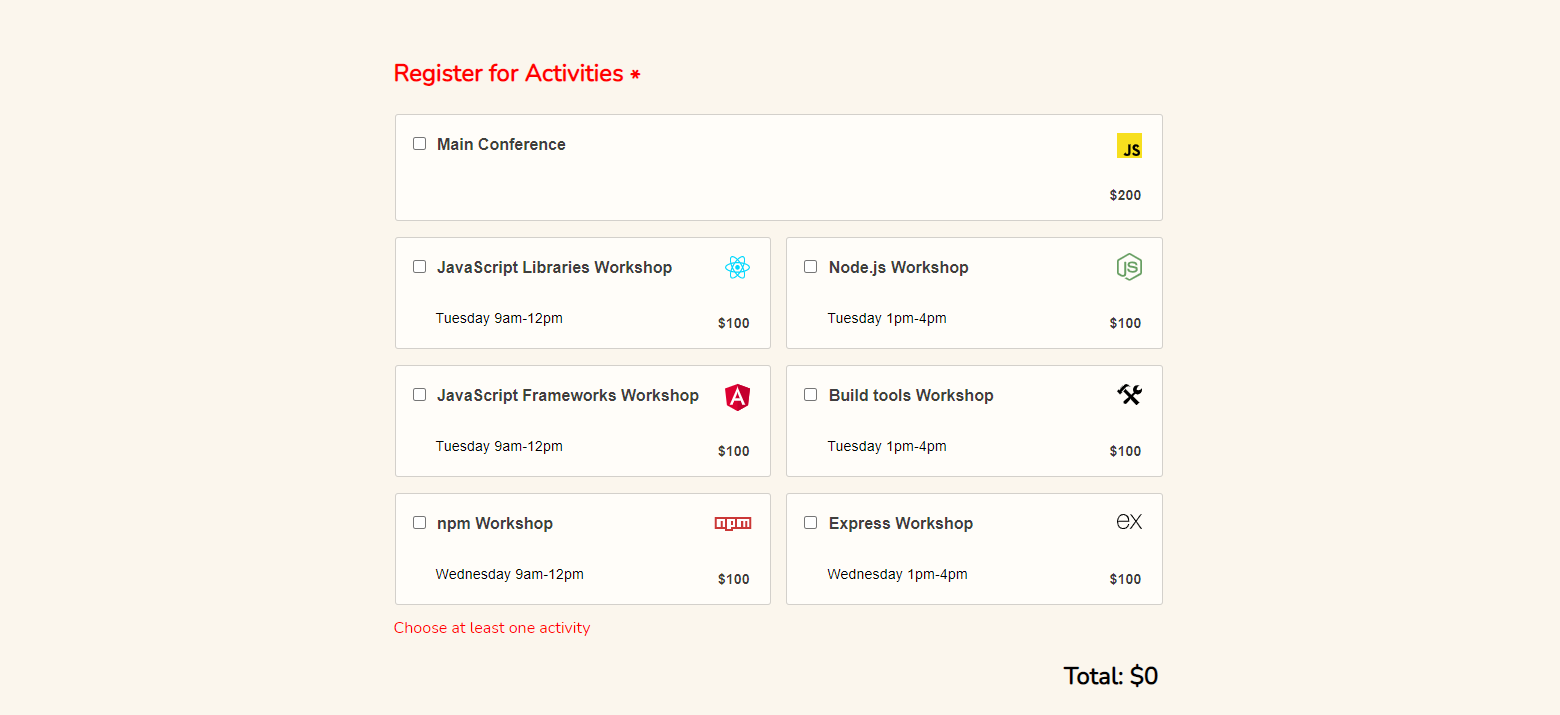 Register for Activities *
Main Conference
JS
$200
JavaScript Libraries Workshop
Tuesday 9am-12pm
$100
Node.js Workshop
JS
Tuesday 1pm-4pm
$100
JavaScript Frameworks Workshop
A
Tuesday 9am-12pm
$100
Build tools Workshop
Tuesday 1pm-4pm
$100
npm Workshop
npm
Wednesday 9am-12pm
$100
Express Workshop
ex
Wednesday 1pm-4pm
$100
Choose at least one activity
Total: $0